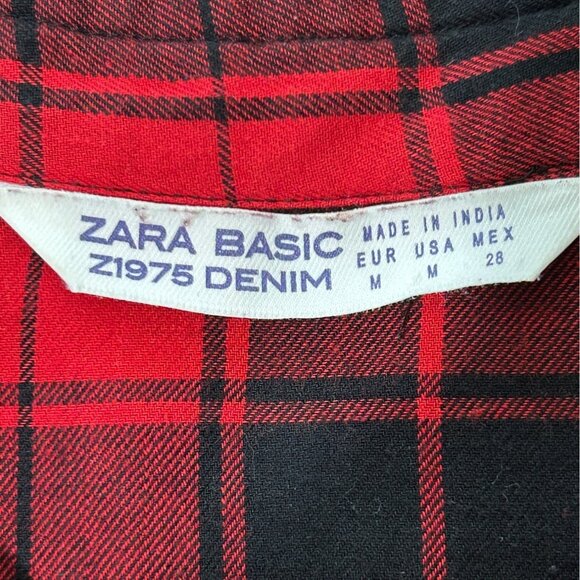 ZARA BASIC
Z1975 DENIM
MADE IN INDIA
EUR USA MEX
M M 28